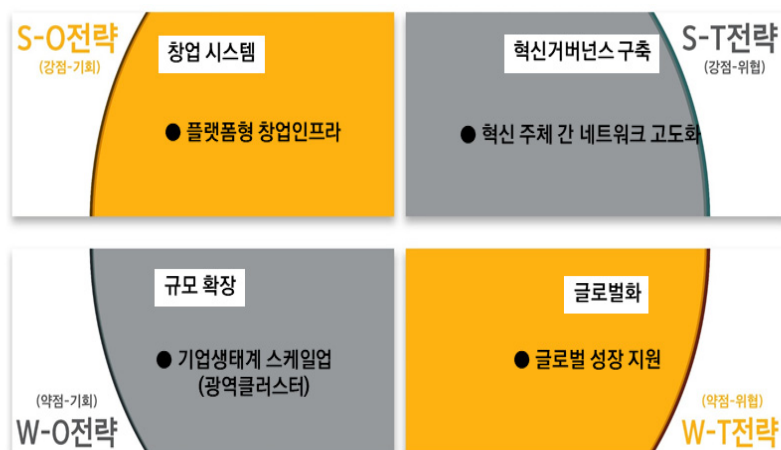 S-O전략
(강점-기회)
창업 시스템
● 플랫폼형 창업인프라
혁신거버넌스 구축
S-T전략
(강점-위협)
● 혁신 주체 간 네트워크 고도화
규모 확장
● 기업생태계 스케일업
(광역클러스터)
(약점-기회)
W-O전략
글로벌화
● 글로벌 성장 지원
(약점-위협)
W-T전략